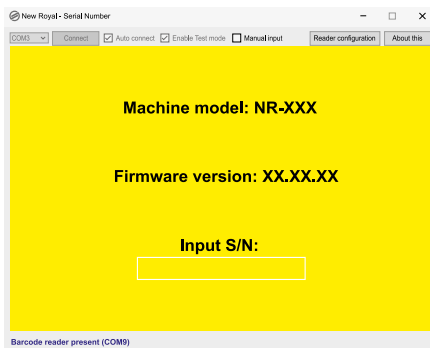 New Royal - Serial Number
COM3 Connect Auto connect Enable Test mode Manual input Reader configuration About this
Machine model: NR-XXX
Firmware version: XX.XX.XX
Input S/N:
Barcode reader present (COM9)